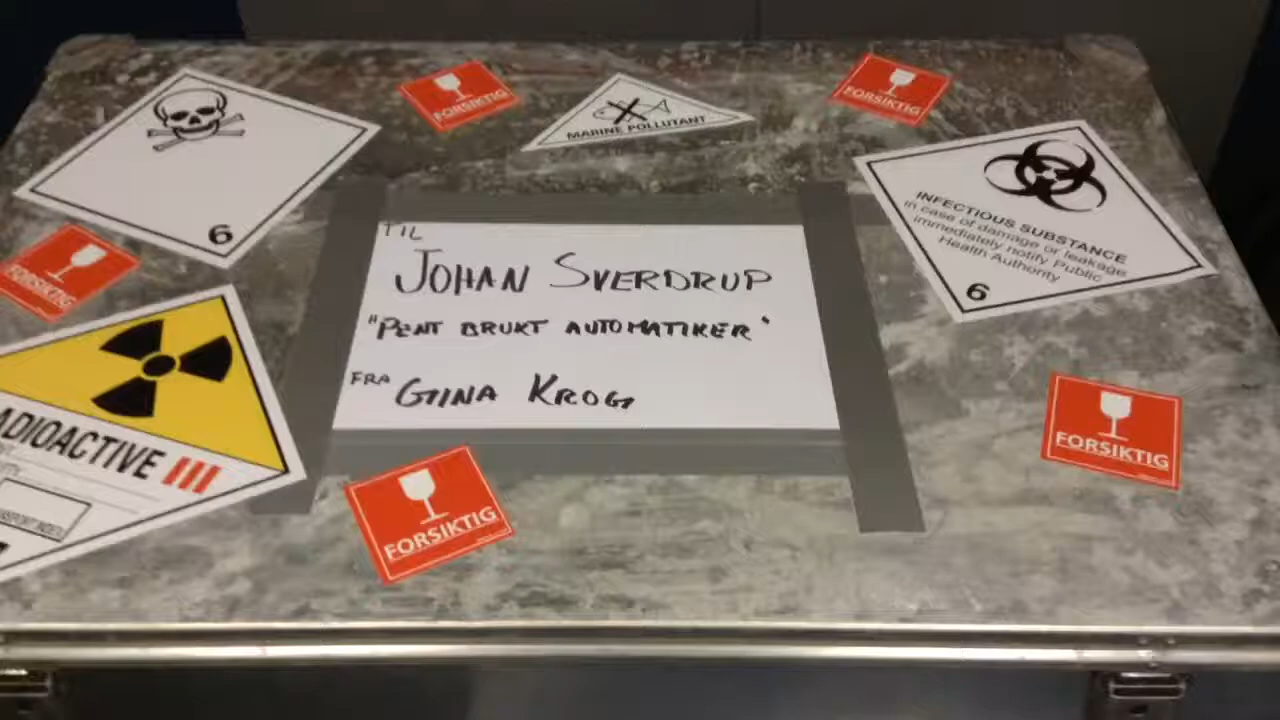 FORSIKTIG
MARINE POLLUTANT
FORSIKTIG
6
INFECTIOUS SUBSTANCE
In case of damage or leakage
immediately notify Public
Health Authority
6
FORSIKTIG
TIL
JOHAN SVERDRUP
"PENT BRUKT AUTOMATIKER"
FRA GINA KROG
ADIOACTIVE III
FORSIKTIG
FORSIKTIG